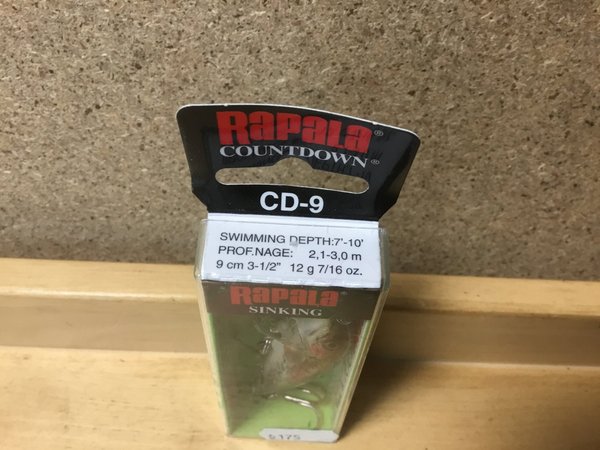 Rapala®
COUNTDOWN®
CD-9
SWIMMING DEPTH:7'-10'
PROF.NAGE: 2,1-3,0 m
9 cm 3-1/2" 12 g 7/16 oz.
Rapala®
SINKING